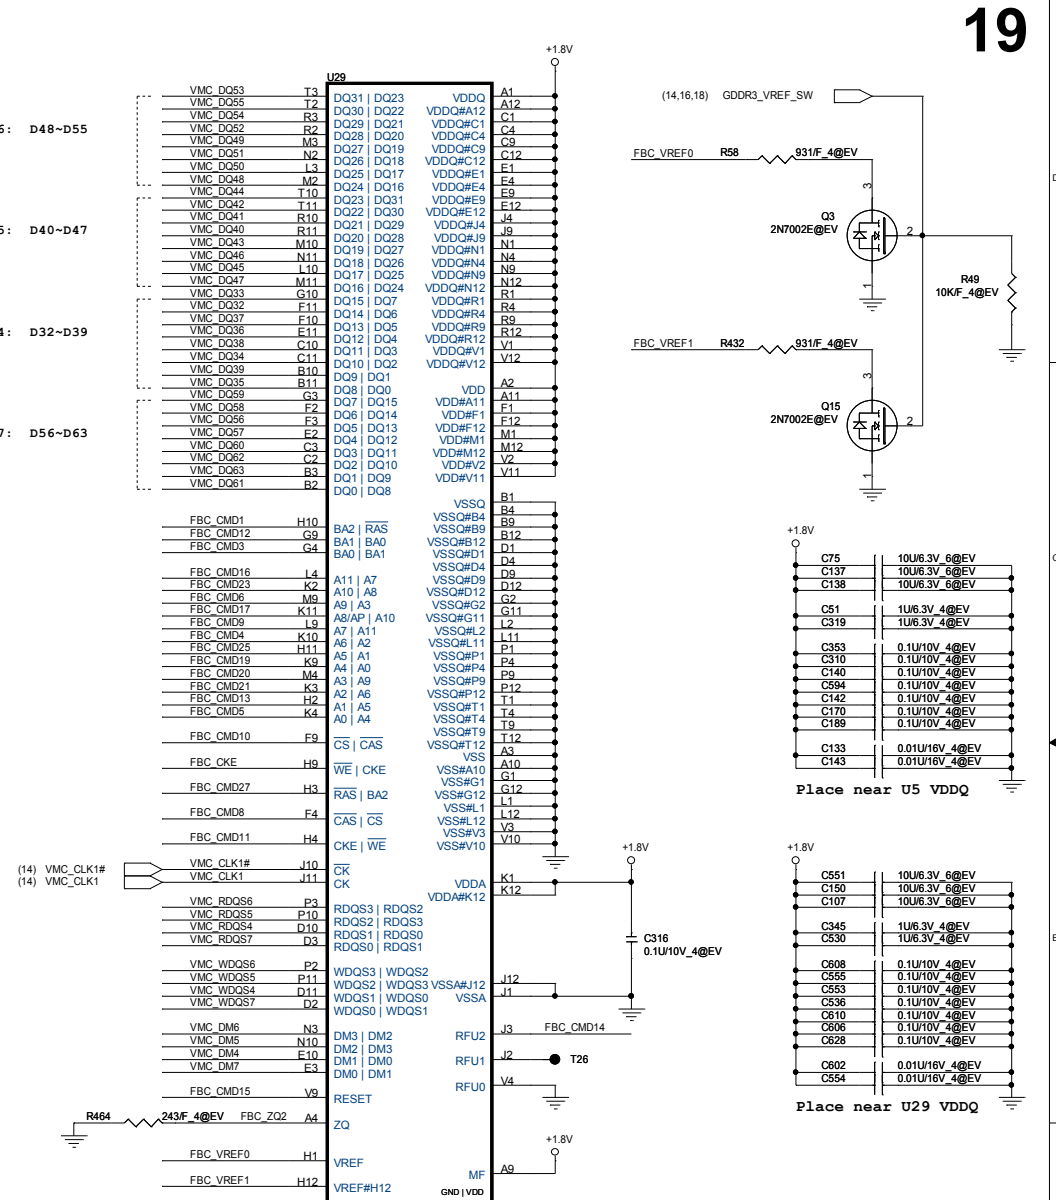 19
+1.8V
U29
(14,16,18) GDDR3_VREF_SW
6: D48~D55
5: D40~D47
4: D32~D39
7: D56~D63
VMC_DQ53 T3 DQ31 | DQ23
VMC_DQ55 T2 DQ30 | DQ22
VMC_DQ54 R3 DQ29 | DQ21
VMC_DQ52 R2 DQ28 | DQ20
VMC_DQ49 M3 DQ27 | DQ19
VMC_DQ51 N2 DQ26 | DQ18
VMC_DQ50 L3 DQ25 | DQ17
VMC_DQ48 M2 DQ24 | DQ16
VMC_DQ44 T10 DQ23 | DQ31
VMC_DQ42 T11 DQ22 | DQ30
VMC_DQ41 R10 DQ21 | DQ29
VMC_DQ40 R11 DQ20 | DQ28
VMC_DQ43 M10 DQ19 | DQ27
VMC_DQ46 N11 DQ18 | DQ26
VMC_DQ45 L10 DQ17 | DQ25
VMC_DQ47 M11 DQ16 | DQ24
VMC_DQ33 G10 DQ15 | DQ7
VMC_DQ32 F11 DQ14 | DQ6
VMC_DQ37 F10 DQ13 | DQ5
VMC_DQ36 E11 DQ12 | DQ4
VMC_DQ38 C10 DQ11 | DQ3
VMC_DQ34 C11 DQ10 | DQ2
VMC_DQ39 B10 DQ9 | DQ1
VMC_DQ35 B11 DQ8 | DQ0
VMC_DQ59 G3 DQ7 | DQ15
VMC_DQ58 F2 DQ6 | DQ14
VMC_DQ56 F3 DQ5 | DQ13
VMC_DQ57 E2 DQ4 | DQ12
VMC_DQ60 C3 DQ3 | DQ11
VMC_DQ62 C2 DQ2 | DQ10
VMC_DQ63 B3 DQ1 | DQ9
VMC_DQ61 B2 DQ0 | DQ8
FBC_CMD1 H10 BA2 | RAS
FBC_CMD12 G9 BA1 | BA0
FBC_CMD3 G4 BA0 | BA1
FBC_CMD16 L4 A11 | A7
FBC_CMD23 K2 A10 | A8
FBC_CMD6 M9 A9 | A3
FBC_CMD17 K11 A8/AP | A10
FBC_CMD9 L9 A7 | A11
FBC_CMD4 K10 A6 | A2
FBC_CMD25 H11 A5 | A1
FBC_CMD19 K9 A4 | A0
FBC_CMD20 M4 A3 | A9
FBC_CMD21 K3 A2 | A6
FBC_CMD13 H2 A1 | A5
FBC_CMD5 K4 A0 | A4
FBC_CMD10 F9 CS | CAS
FBC_CKE H9 WE | CKE
FBC_CMD27 H3 RAS | BA2
FBC_CMD8 F4 CAS | CS
FBC_CMD11 H4 CKE | WE
(14) VMC_CLK1# VMC_CLK1# J10 CK
(14) VMC_CLK1 VMC_CLK1 J11 CK
VMC_RDQS6 P3 RDQS3 | RDQS2
VMC_RDQS5 P10 RDQS2 | RDQS3
VMC_RDQS4 D10 RDQS1 | RDQS0
VMC_RDQS7 D3 RDQS0 | RDQS1
VMC_WDQS6 P2 WDQS3 | WDQS2
VMC_WDQS5 P11 WDQS2 | WDQS3
VMC_WDQS4 D11 WDQS1 | WDQS0
VMC_WDQS7 D2 WDQS0 | WDQS1
VMC_DM6 N3 DM3 | DM2
VMC_DM5 N10 DM2 | DM3
VMC_DM4 E10 DM1 | DM0
VMC_DM7 E3 DM0 | DM1
FBC_CMD15 V9 RESET
R464 243/F_4@EV FBC_ZQ2 A4 ZQ
FBC_VREF0 H1 VREF
FBC_VREF1 H12 VREF#H12
VDDQ A1
VDDQ#A12 A12
VDDQ#C1 C1
VDDQ#C4 C4
VDDQ#C9 C9
VDDQ#C12 C12
VDDQ#E1 E1
VDDQ#E4 E4
VDDQ#E9 E9
VDDQ#E12 E12
VDDQ#J4 J4
VDDQ#J9 J9
VDDQ#N1 N1
VDDQ#N4 N4
VDDQ#N9 N9
VDDQ#N12 N12
VDDQ#R1 R1
VDDQ#R4 R4
VDDQ#R9 R9
VDDQ#R12 R12
VDDQ#V1 V1
VDDQ#V12 V12
VDD A2
VDD#A11 A11
VDD#F1 F1
VDD#F12 F12
VDD#M1 M1
VDD#M12 M12
VDD#V2 V2
VDD#V11 V11
VSSQ B1
VSSQ#B4 B4
VSSQ#B9 B9
VSSQ#B12 B12
VSSQ#D1 D1
VSSQ#D4 D4
VSSQ#D9 D9
VSSQ#D12 D12
VSSQ#G2 G2
VSSQ#G11 G11
VSSQ#L2 L2
VSSQ#L11 L11
VSSQ#P1 P1
VSSQ#P4 P4
VSSQ#P9 P9
VSSQ#P12 P12
VSSQ#T1 T1
VSSQ#T4 T4
VSSQ#T9 T9
VSSQ#T12 T12
VSS A3
VSS#A10 A10
VSS#G1 G1
VSS#G12 G12
VSS#L1 L1
VSS#L12 L12
VSS#V3 V3
VSS#V10 V10
+1.8V
VDDA K1
VDDA#K12 K12
C316
0.1U/10V_4@EV
VSSA#J12 J12
VSSA J1
RFU2 J3 FBC_CMD14
RFU1 J2 T26
RFU0 V4
+1.8V
MF A9
GND | VDD
FBC_VREF0 R58 931/F_4@EV
3
Q3
2N7002E@EV 2
1
R49
10K/F_4@EV
FBC_VREF1 R432 931/F_4@EV
3
Q15
2N7002E@EV 2
1
+1.8V
C75 10U/6.3V_6@EV
C137 10U/6.3V_6@EV
C138 10U/6.3V_6@EV
C51 1U/6.3V_4@EV
C319 1U/6.3V_4@EV
C353 0.1U/10V_4@EV
C310 0.1U/10V_4@EV
C140 0.1U/10V_4@EV
C594 0.1U/10V_4@EV
C142 0.1U/10V_4@EV
C170 0.1U/10V_4@EV
C189 0.1U/10V_4@EV
C133 0.01U/16V_4@EV
C143 0.01U/16V_4@EV
Place near U5 VDDQ
+1.8V
C551 10U/6.3V_6@EV
C150 10U/6.3V_6@EV
C107 10U/6.3V_6@EV
C345 1U/6.3V_4@EV
C530 1U/6.3V_4@EV
C608 0.1U/10V_4@EV
C555 0.1U/10V_4@EV
C553 0.1U/10V_4@EV
C536 0.1U/10V_4@EV
C610 0.1U/10V_4@EV
C606 0.1U/10V_4@EV
C628 0.1U/10V_4@EV
C602 0.01U/16V_4@EV
C554 0.01U/16V_4@EV
Place near U29 VDDQ